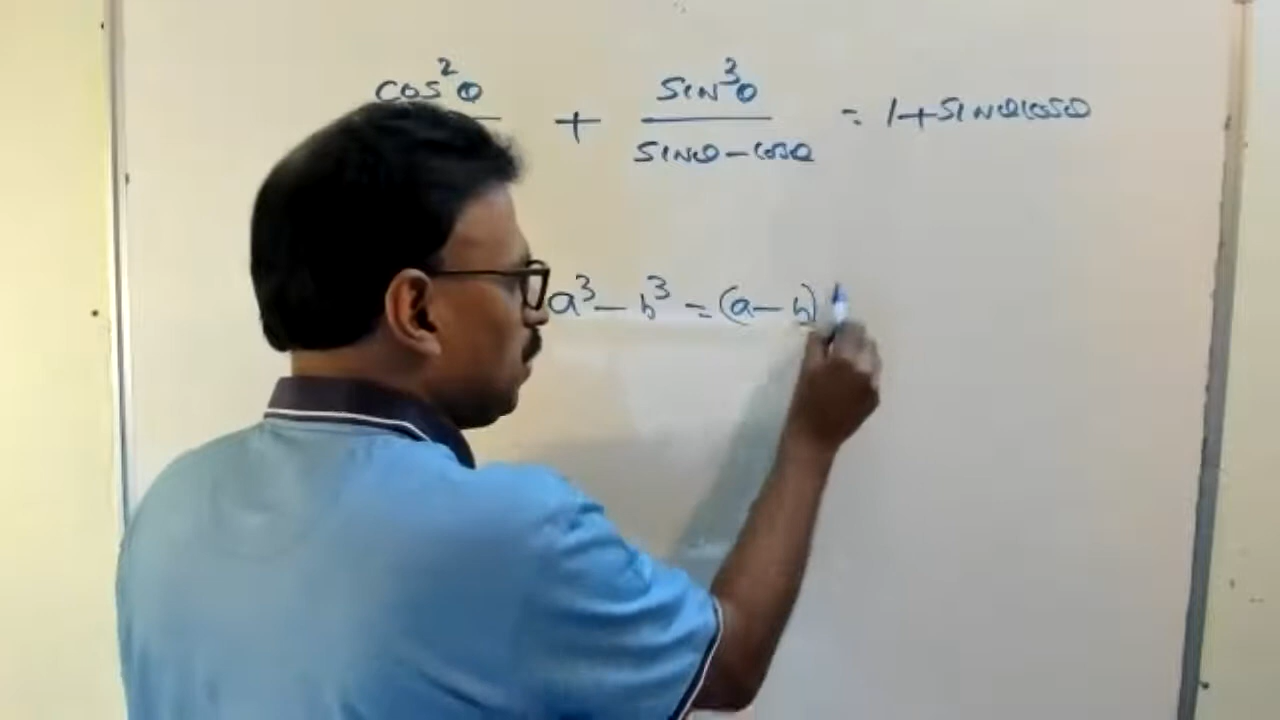 cos²θ + sin³θ / sinθ - cosθ = 1 + sinθcosθ
a³ - b³ = (a - b)